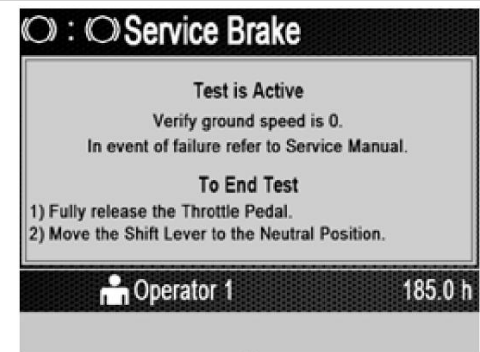 : Service Brake
Test is Active
Verify ground speed is 0.
In event of failure refer to Service Manual.
To End Test
1) Fully release the Throttle Pedal.
2) Move the Shift Lever to the Neutral Position.
Operator 1 185.0 h